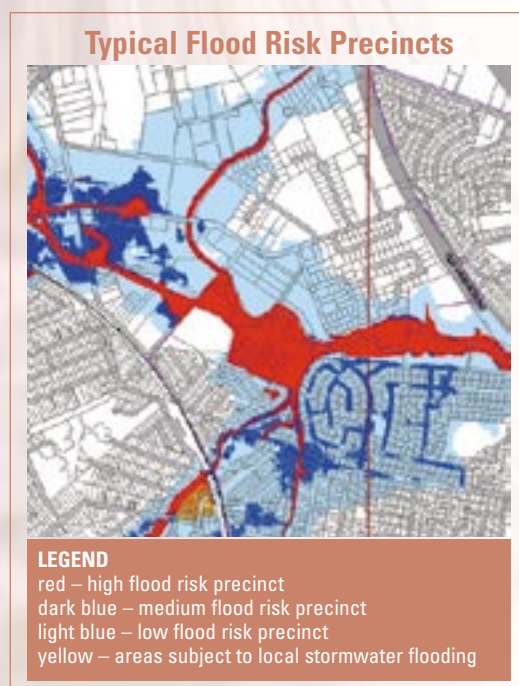 Typical Flood Risk Precincts
LEGEND
red – high flood risk precinct
dark blue – medium flood risk precinct
light blue – low flood risk precinct
yellow – areas subject to local stormwater flooding